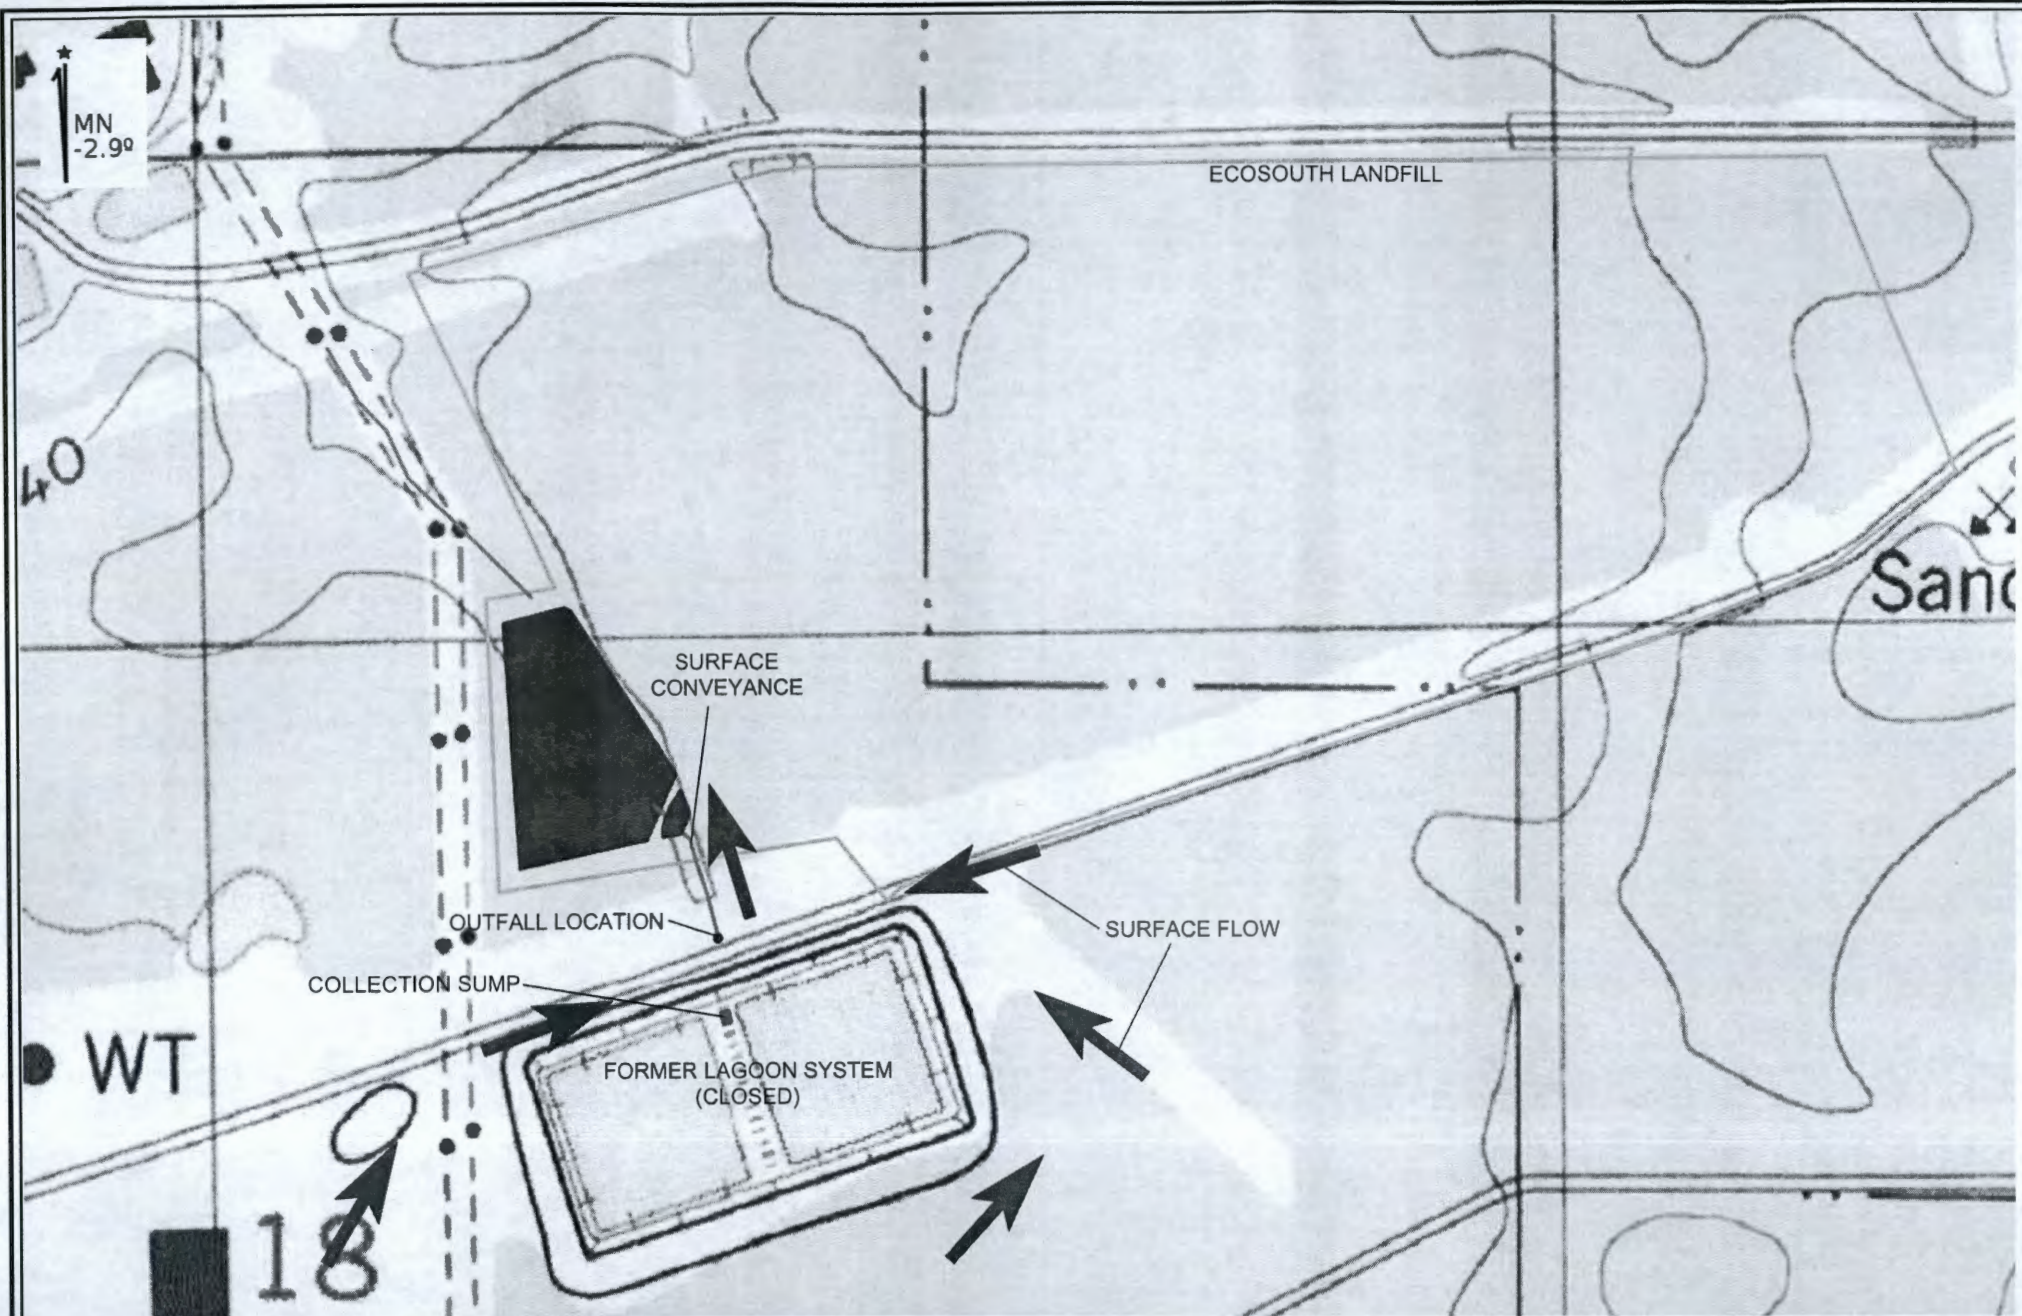 MN
-2.9º
ECOSOUTH LANDFILL
40
SURFACE
CONVEYANCE
OUTFALL LOCATION
SURFACE FLOW
COLLECTION SUMP
WT
FORMER LAGOON SYSTEM
(CLOSED)
18